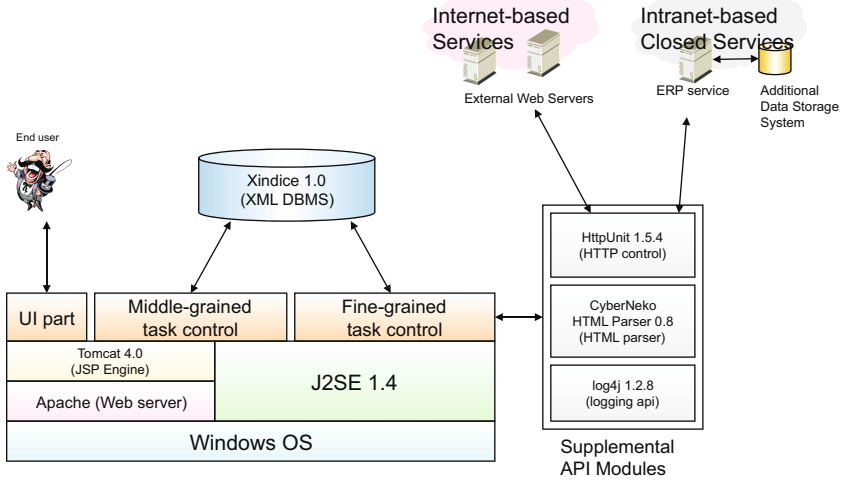 Internet-based
Services
Intranet-based
Closed Services
External Web Servers
ERP service
Additional
Data Storage
System
End user
Xindice 1.0
(XML DBMS)
UI part
Middle-grained
task control
Fine-grained
task control
Tomcat 4.0
(JSP Engine)
Apache (Web server)
J2SE 1.4
Windows OS
HttpUnit 1.5.4
(HTTP control)
CyberNeko
HTML Parser 0.8
(HTML parser)
log4j 1.2.8
(logging api)
Supplemental
API Modules